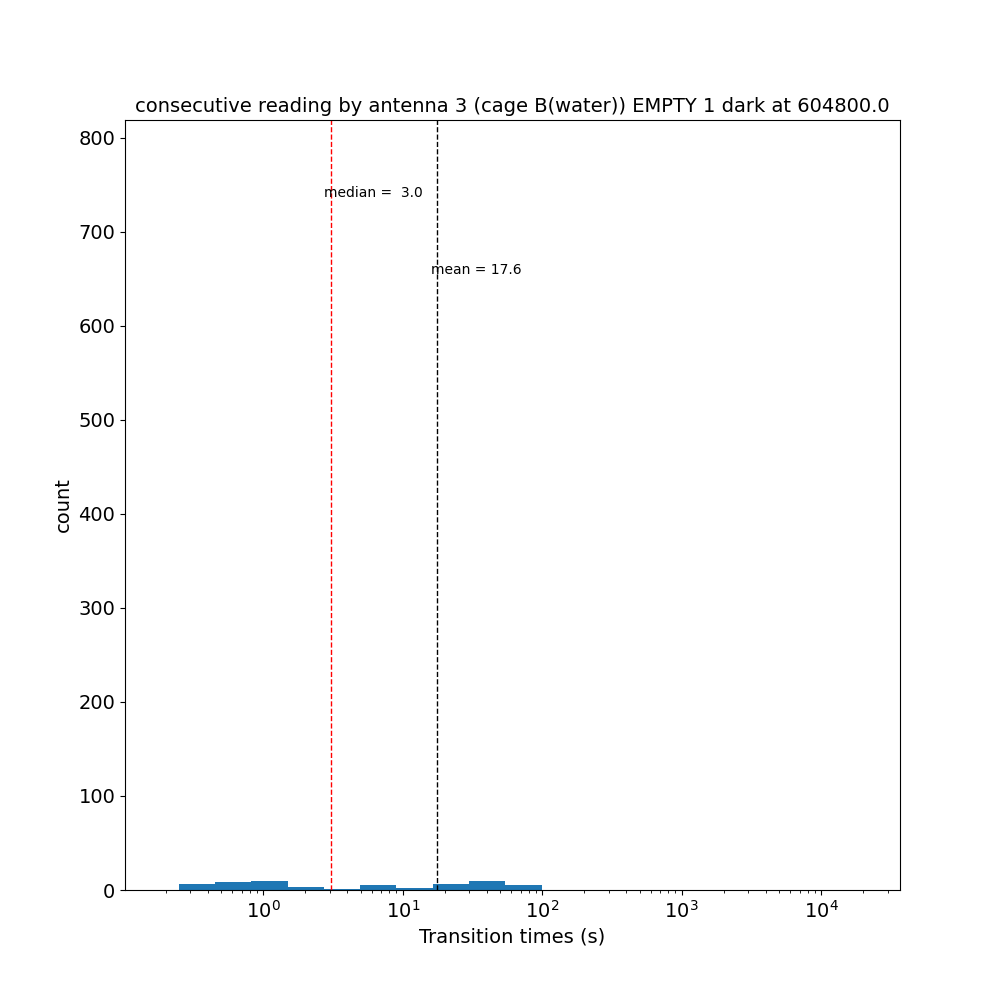 consecutive reading by antenna 3 (cage B(water)) EMPTY 1 dark at 604800.0
800
700
600
500
400
300
200
100
0
count
median =  3.0
mean = 17.6
10⁰ 10¹ 10² 10³ 10⁴
Transition times (s)